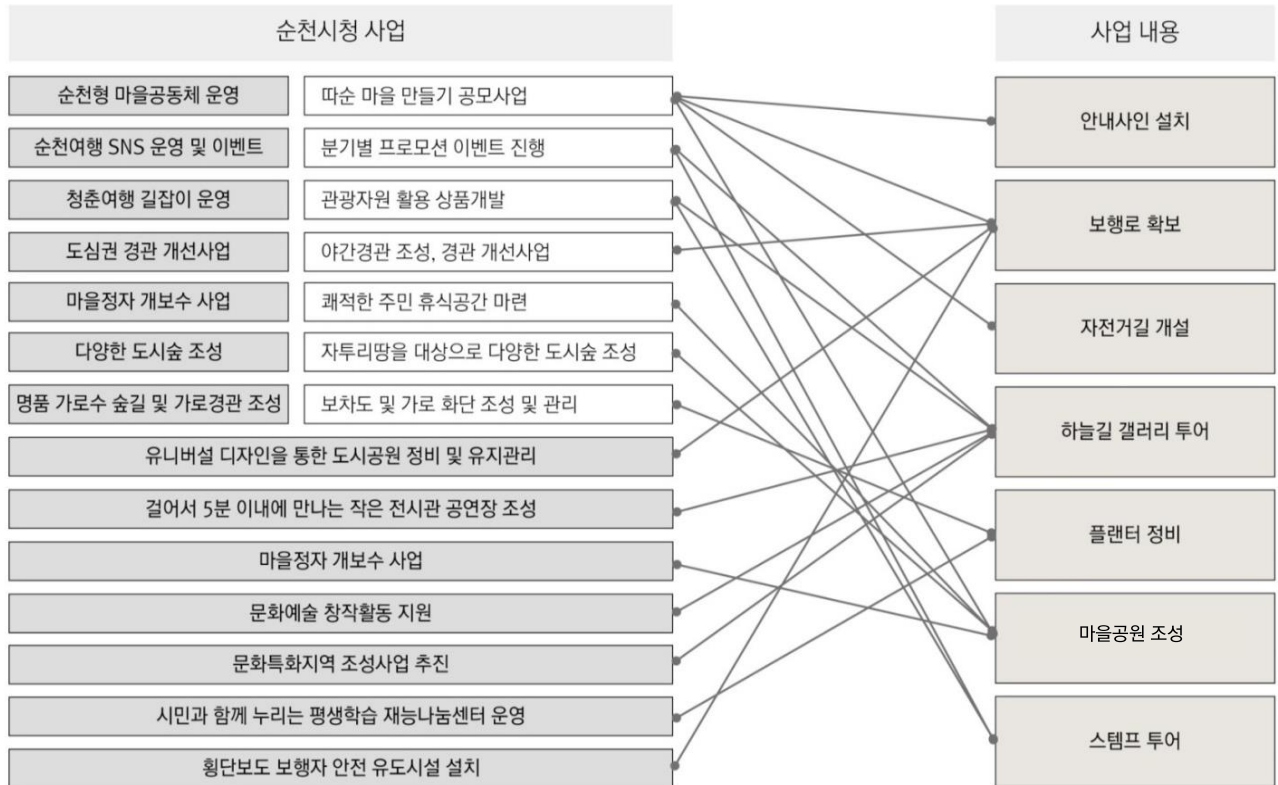 순천시청 사업
사업 내용
순천형 마을공동체 운영
따순 마을 만들기 공모사업
순천여행 SNS 운영 및 이벤트
분기별 프로모션 이벤트 진행
청춘여행 길잡이 운영
관광자원 활용 상품개발
도심권 경관 개선사업
야간경관 조성, 경관 개선사업
마을정자 개보수 사업
쾌적한 주민 휴식공간 마련
다양한 도시숲 조성
자투리땅을 대상으로 다양한 도시숲 조성
명품 가로수 숲길 및 가로경관 조성
보차도 및 가로 화단 조성 및 관리
유니버설 디자인을 통한 도시공원 정비 및 유지관리
걸어서 5분 이내에 만나는 작은 전시관 공연장 조성
마을정자 개보수 사업
문화예술 창작활동 지원
문화특화지역 조성사업 추진
시민과 함께 누리는 평생학습 재능나눔센터 운영
횡단보도 보행자 안전 유도시설 설치
안내사인 설치
보행로 확보
자전거길 개설
하늘길 갤러리 투어
플랜터 정비
마을공원 조성
스템프 투어